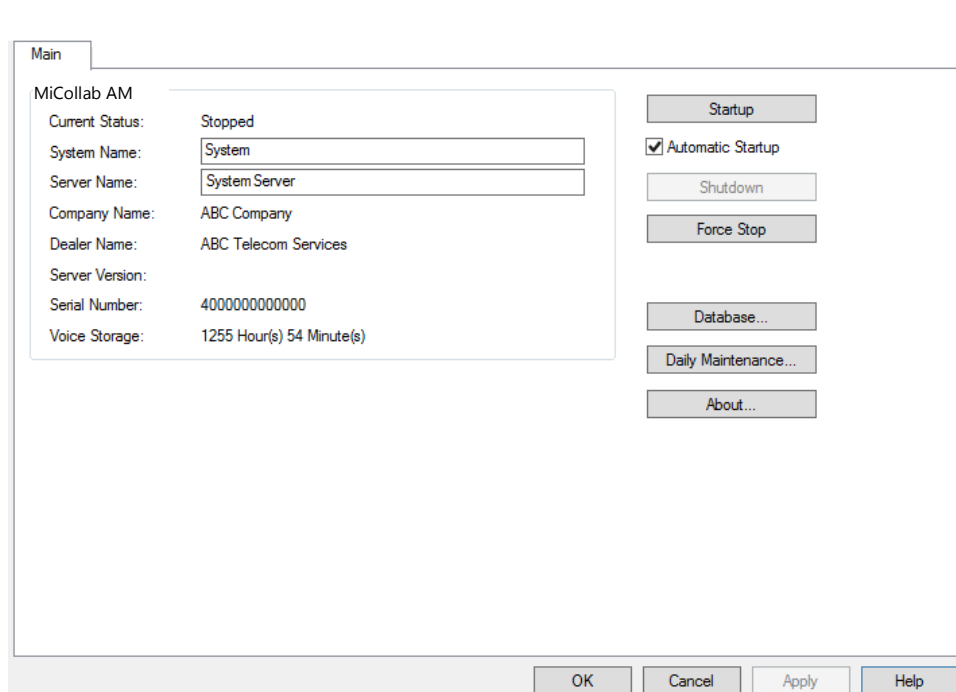 Main
MiCollab AM
Current Status: Stopped
System Name: System
Server Name: System Server
Company Name: ABC Company
Dealer Name: ABC Telecom Services
Server Version:
Serial Number: 4000000000000
Voice Storage: 1255 Hour(s) 54 Minute(s)
Startup
Automatic Startup
Shutdown
Force Stop
Database...
Daily Maintenance...
About...
OK Cancel Apply Help